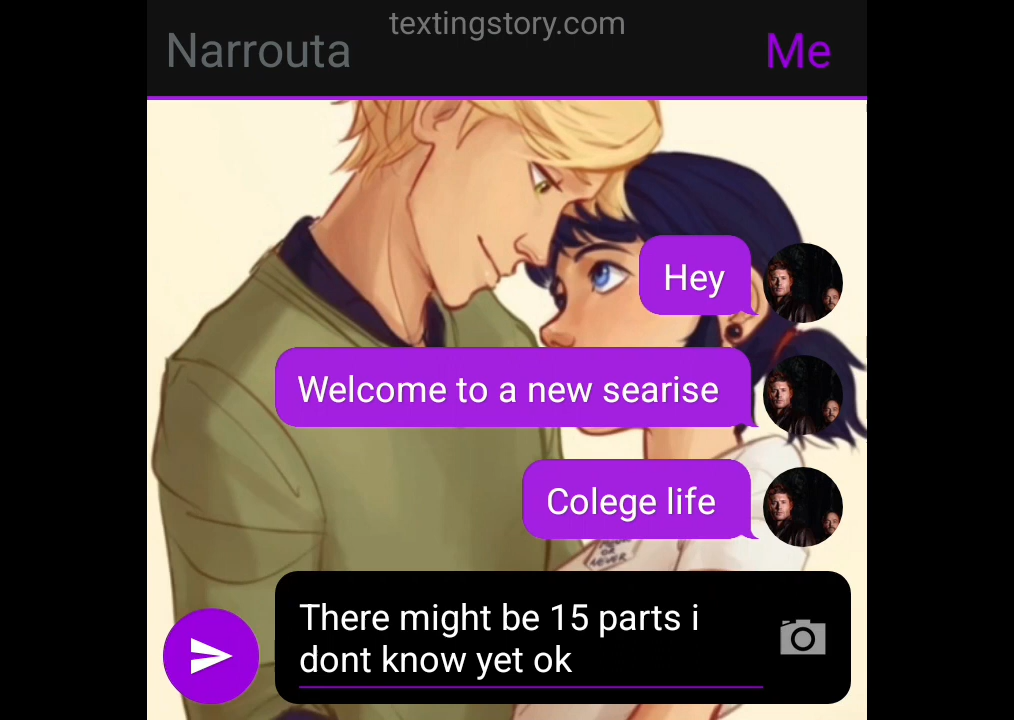 textingstory.com
Narrouta
Me
Hey
Welcome to a new searise
Colege life
There might be 15 parts i
dont know yet ok